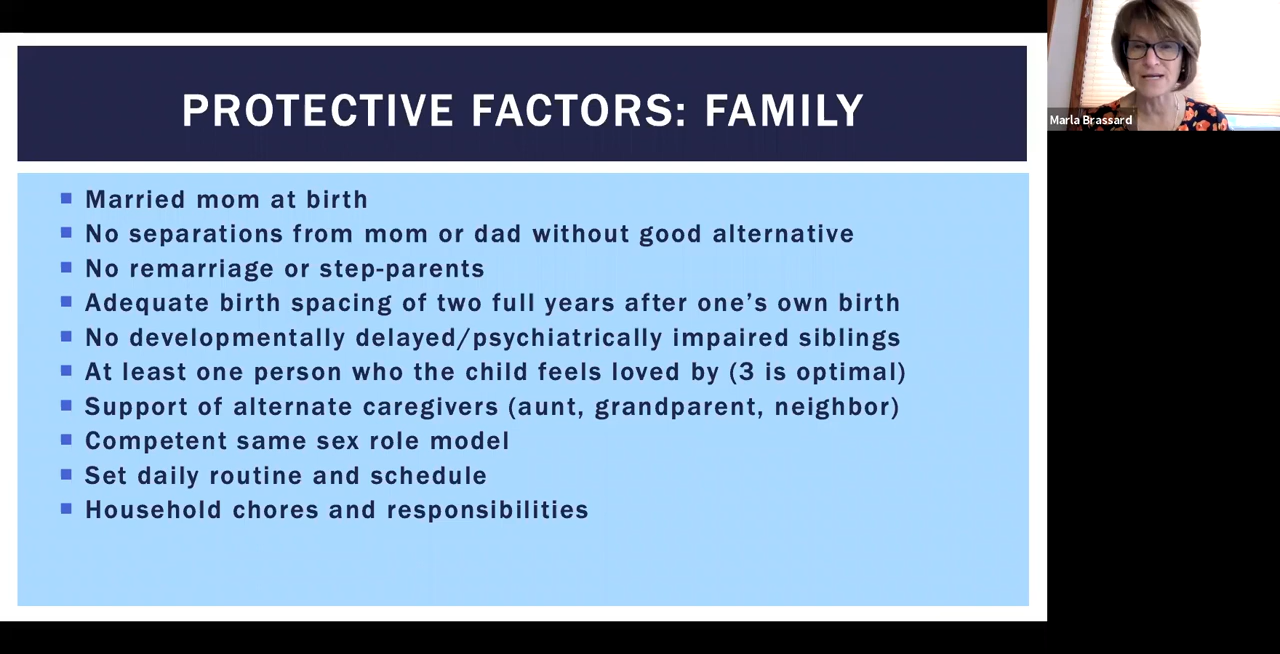 PROTECTIVE FACTORS: FAMILY
Married mom at birth
No separations from mom or dad without good alternative
No remarriage or step-parents
Adequate birth spacing of two full years after one's own birth
No developmentally delayed/psychiatrically impaired siblings
At least one person who the child feels loved by (3 is optimal)
Support of alternate caregivers (aunt, grandparent, neighbor)
Competent same sex role model
Set daily routine and schedule
Household chores and responsibilities
Marla Brassard